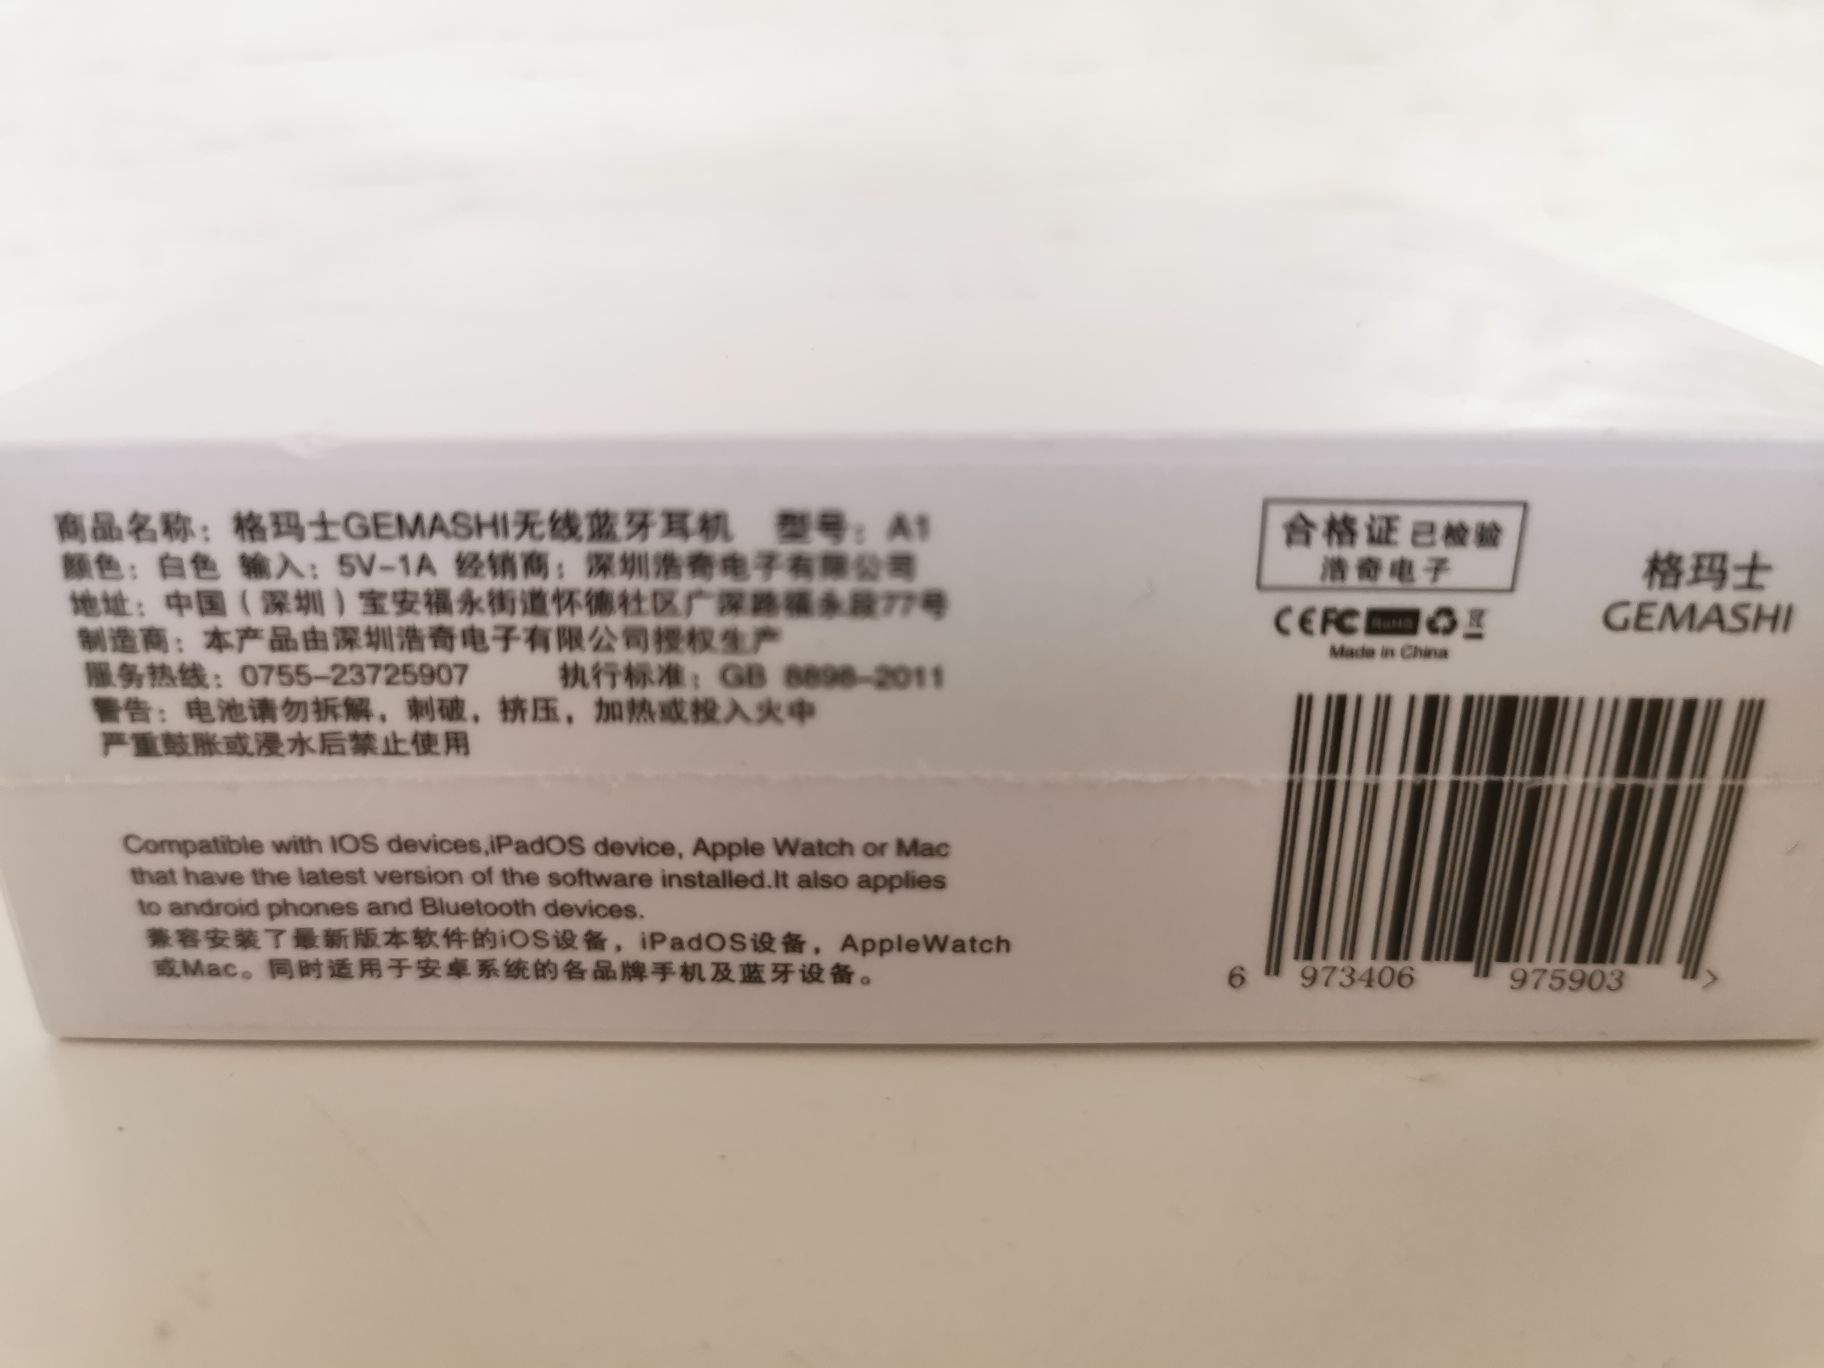 商品名称：格玛士GEMASHI无线蓝牙耳机 型号：A1
颜色：白色 输入：5V-1A 经销商：深圳浩奇电子有限公司
地址：中国（深圳）宝安福永街道怀德社区广深路福永段77号
制造商：本产品由深圳浩奇电子有限公司授权生产
服务热线：0755-23725907 执行标准：GB 8898-2011
警告：电池请勿拆解，刺破，挤压，加热或投入火中
严重鼓胀或浸水后禁止使用
Compatible with IOS devices,iPadOS device, Apple Watch or Mac
that have the latest version of the software installed.It also applies
to android phones and Bluetooth devices.
兼容安装了最新版本软件的iOS设备，iPadOS设备，AppleWatch
或Mac。同时适用于安卓系统的各品牌手机及蓝牙设备。
合格证 已检验
浩奇电子
CE FC RoHS
Made in China
格玛士
GEMASHI
6 973406 975903 >